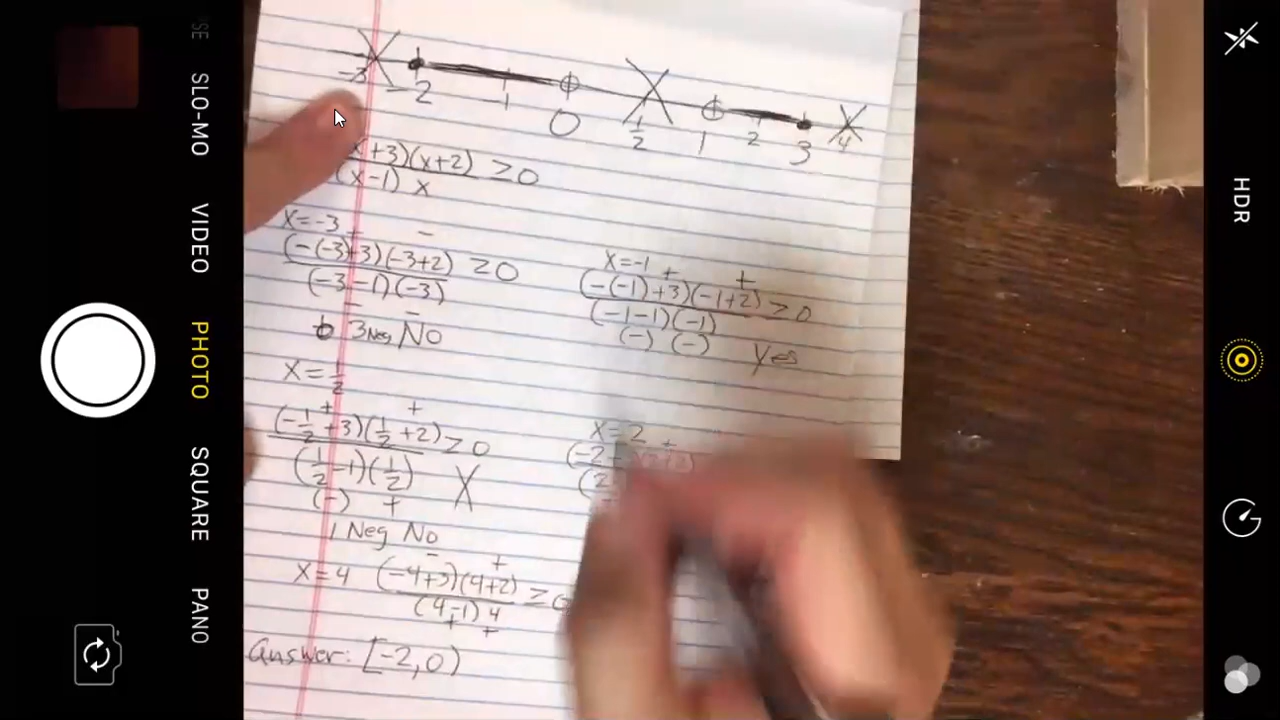 SE
SLO-MO
VIDEO
PHOTO
SQUARE
PANO
HDR
-3 -2 -1 0 1/2 1 2 3 4
x+3)(x+2) ≥0
(x-1) x
x=-3
+ -
(-(-3)+3)(-3+2) ≥0
(-3-1)(-3)
- -
3 Neg No
x=-1
+ +
(-(-1)+3)(-1+2) ≥0
(-1-1)(-1)
(-) (-) Yes
x=1/2
+ +
(-1/2+3)(1/2+2) ≥0
(1/2-1)(1/2) X
(-) +
1 Neg No
x=2
(-2
(2
x=4
- +
(-4+3)(4+2) ≥0
(4-1) 4
+ +
Answer: [-2,0)